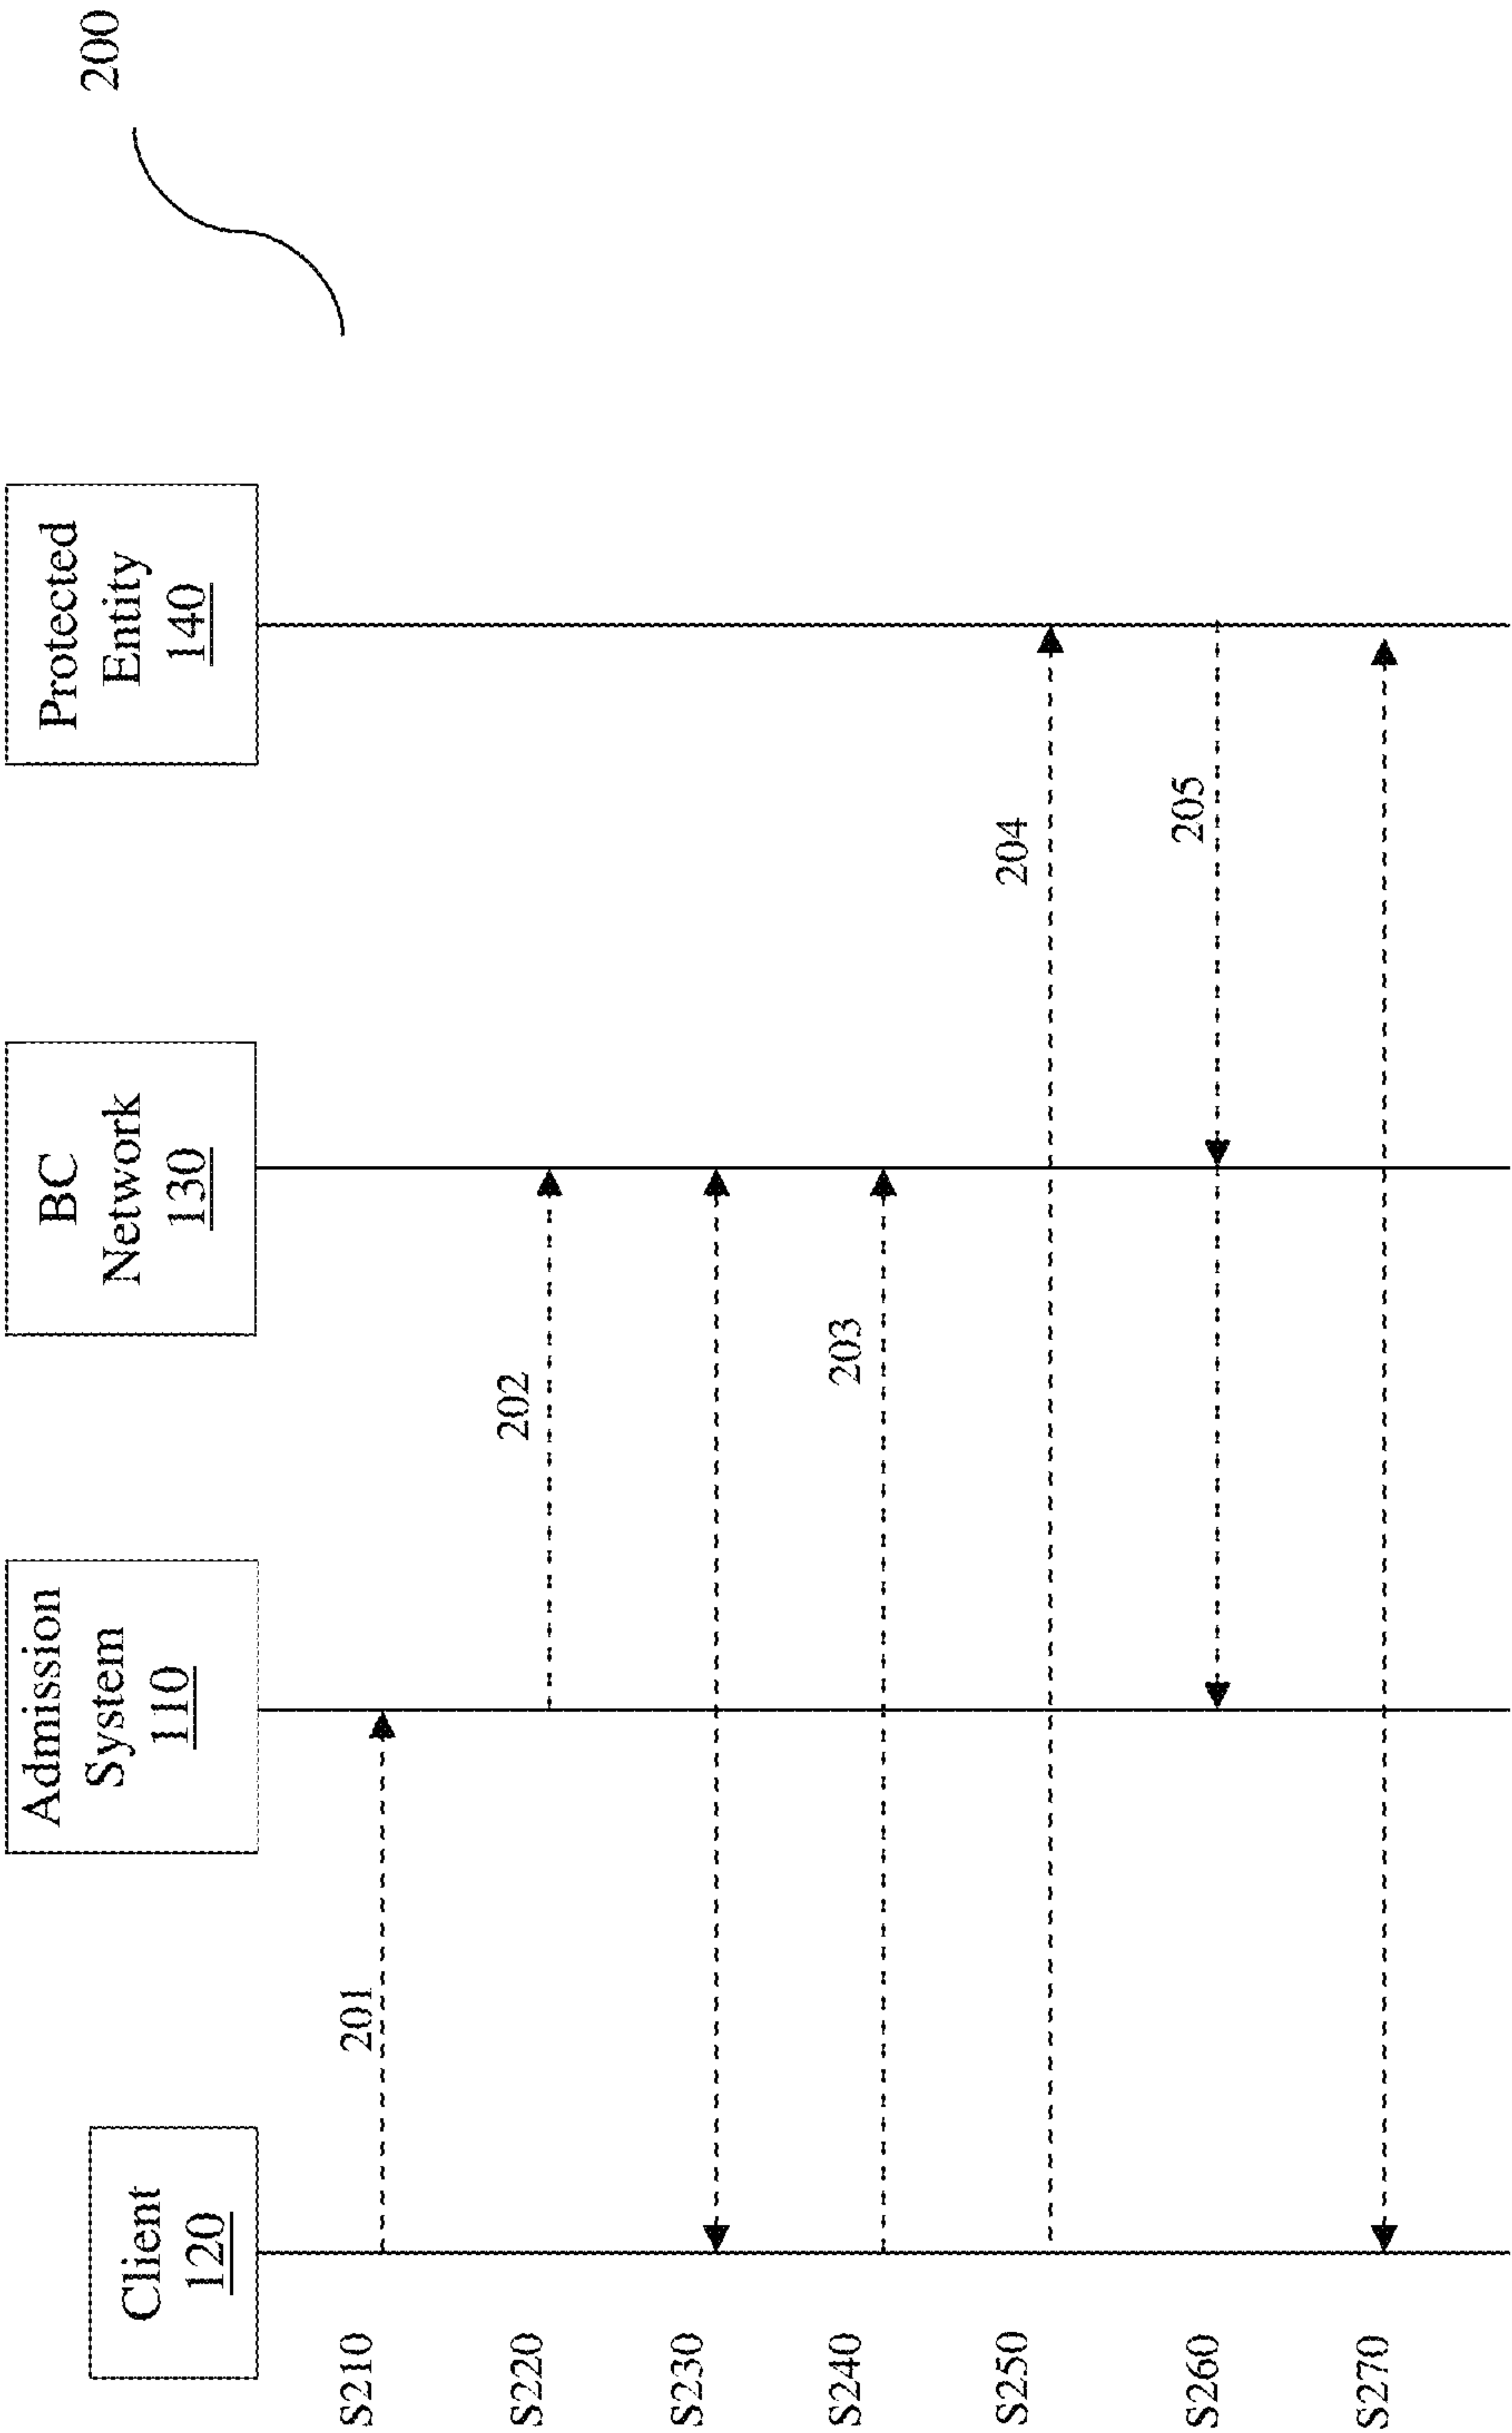 200
Client
120
Admission
System
110
BC
Network
130
Protected
Entity
140
S210
201
S220
202
S230
S240
203
S250
204
S260
205
S270